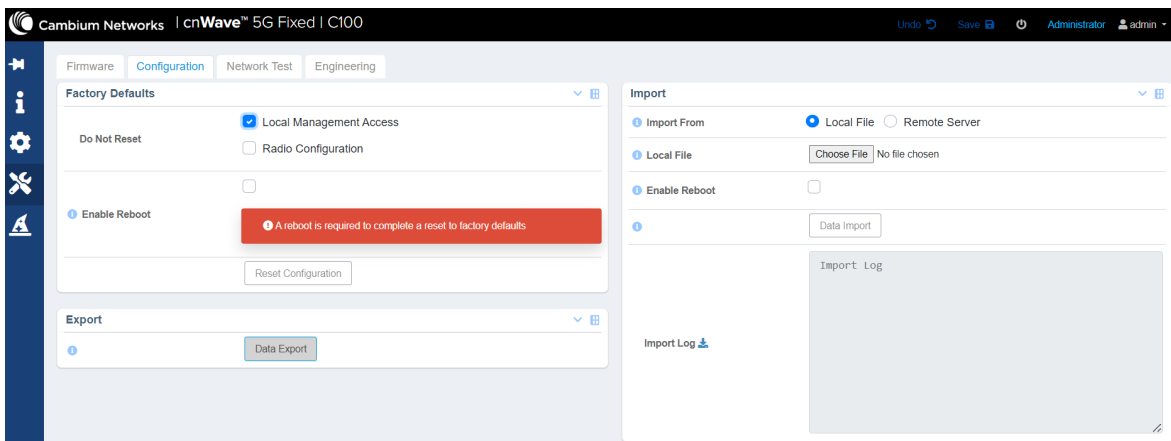 Cambium Networks | cnWave™ 5G Fixed | C100
Undo Save Administrator admin
Firmware Configuration Network Test Engineering
Factory Defaults
Do Not Reset
Local Management Access
Radio Configuration
Enable Reboot
A reboot is required to complete a reset to factory defaults
Reset Configuration
Export
Data Export
Import
Import From
Local File Remote Server
Local File
Choose File No file chosen
Enable Reboot
Data Import
Import Log
Import Log